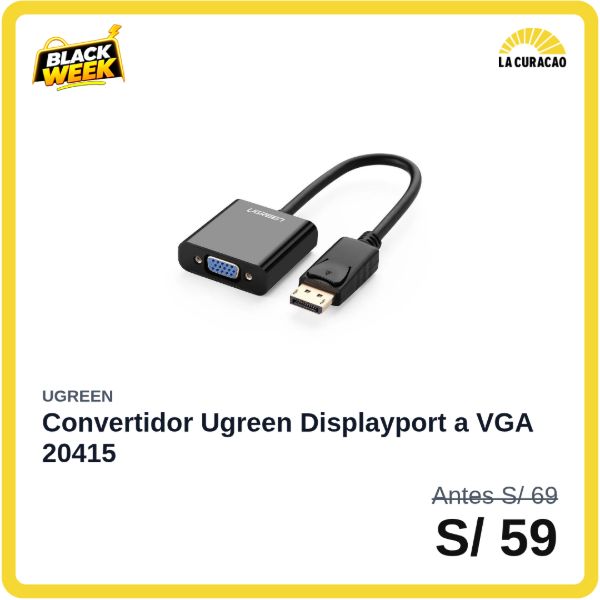 BLACK
WEEK
LA CURACAO
UGREEN
UGREEN
Convertidor Ugreen Displayport a VGA
20415
Antes S/ 69
S/ 59